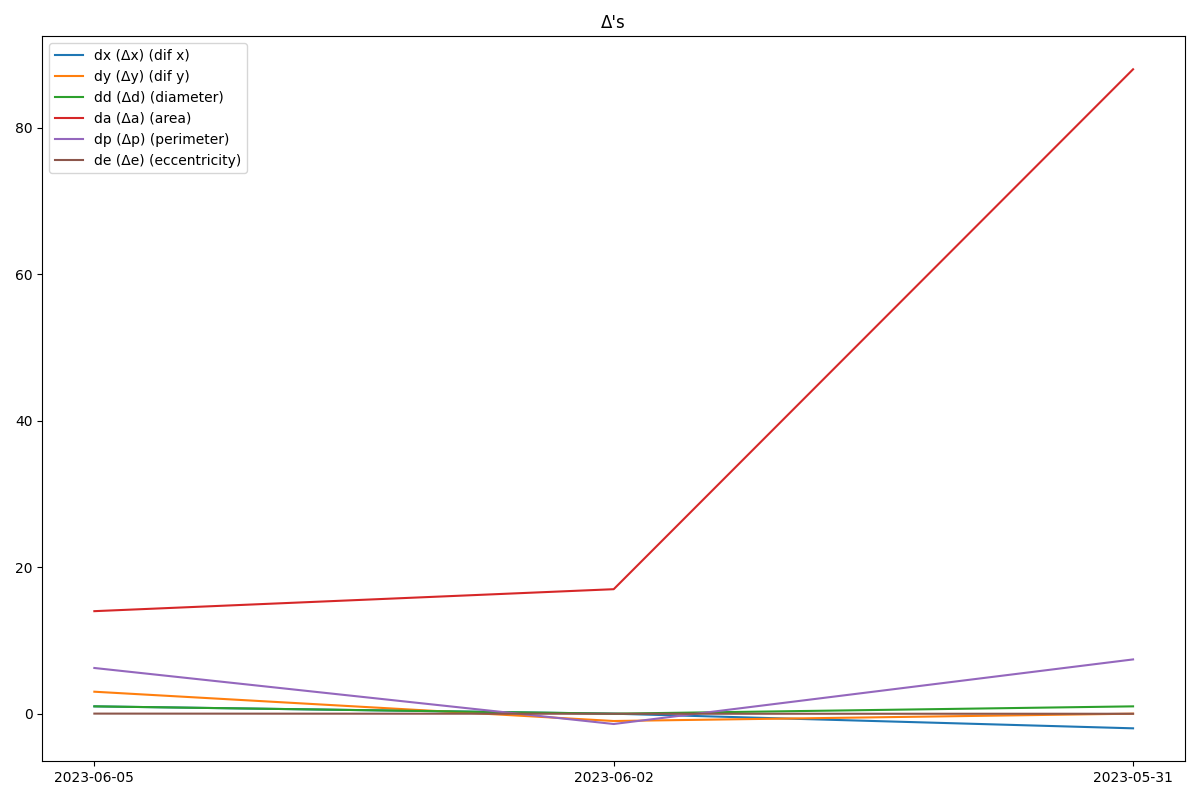 Δ's
dx (Δx) (dif x)
dy (Δy) (dif y)
dd (Δd) (diameter)
da (Δa) (area)
dp (Δp) (perimeter)
de (Δe) (eccentricity)
80
60
40
20
0
2023-06-05
2023-06-02
2023-05-31